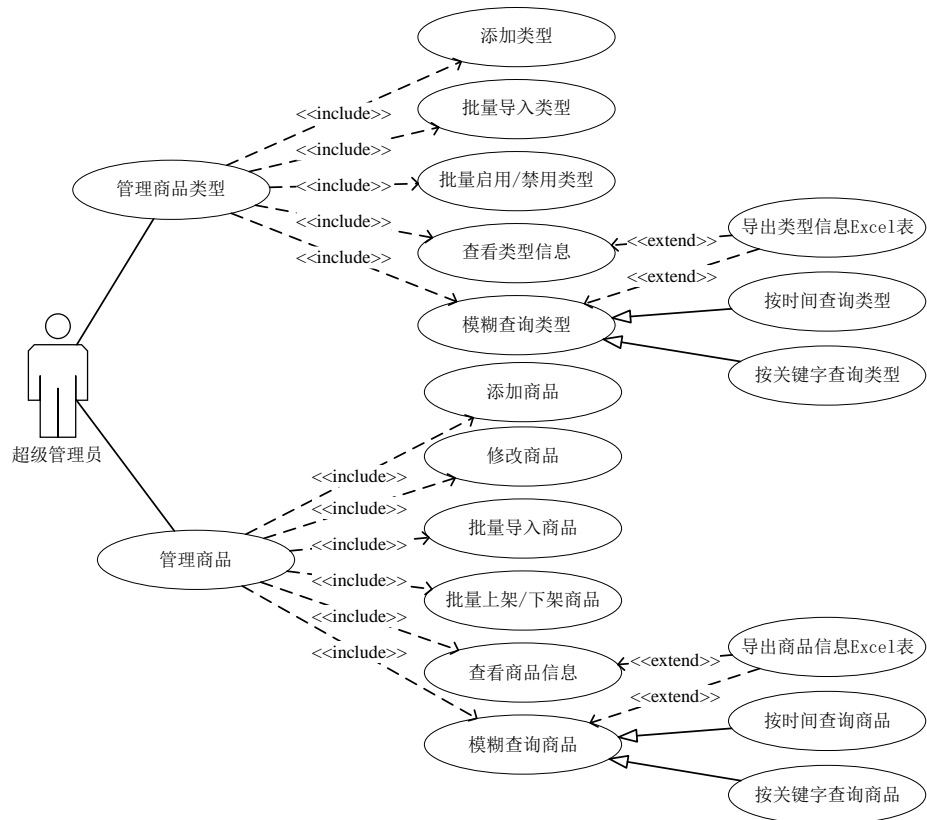 添加类型
<<include>>
批量导入类型
<<include>>
管理商品类型
<<include>>
批量启用/禁用类型
<<include>>
查看类型信息
<<extend>>
导出类型信息Excel表
<<include>>
<<extend>>
模糊查询类型
按时间查询类型
按关键字查询类型
超级管理员
添加商品
<<include>>
修改商品
<<include>>
管理商品
<<include>>
批量导入商品
<<include>>
批量上架/下架商品
<<include>>
查看商品信息
<<extend>>
导出商品信息Excel表
<<include>>
<<extend>>
模糊查询商品
按时间查询商品
按关键字查询商品